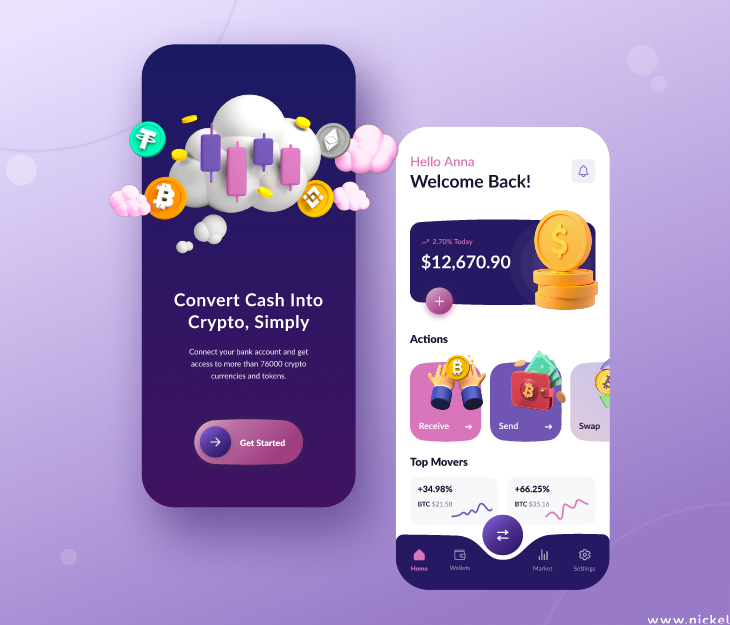 Convert Cash Into
Crypto, Simply
Connect your bank account and get
access to more than 76000 crypto
currencies and tokens.
Get Started
Hello Anna
Welcome Back!
2.70% Today
$12,670.90
Actions
Receive
Send
Swap
Top Movers
+34.98%
BTC $21.58
+66.25%
BTC $35.16
Home
Wallets
Market
Settings
www.nickel